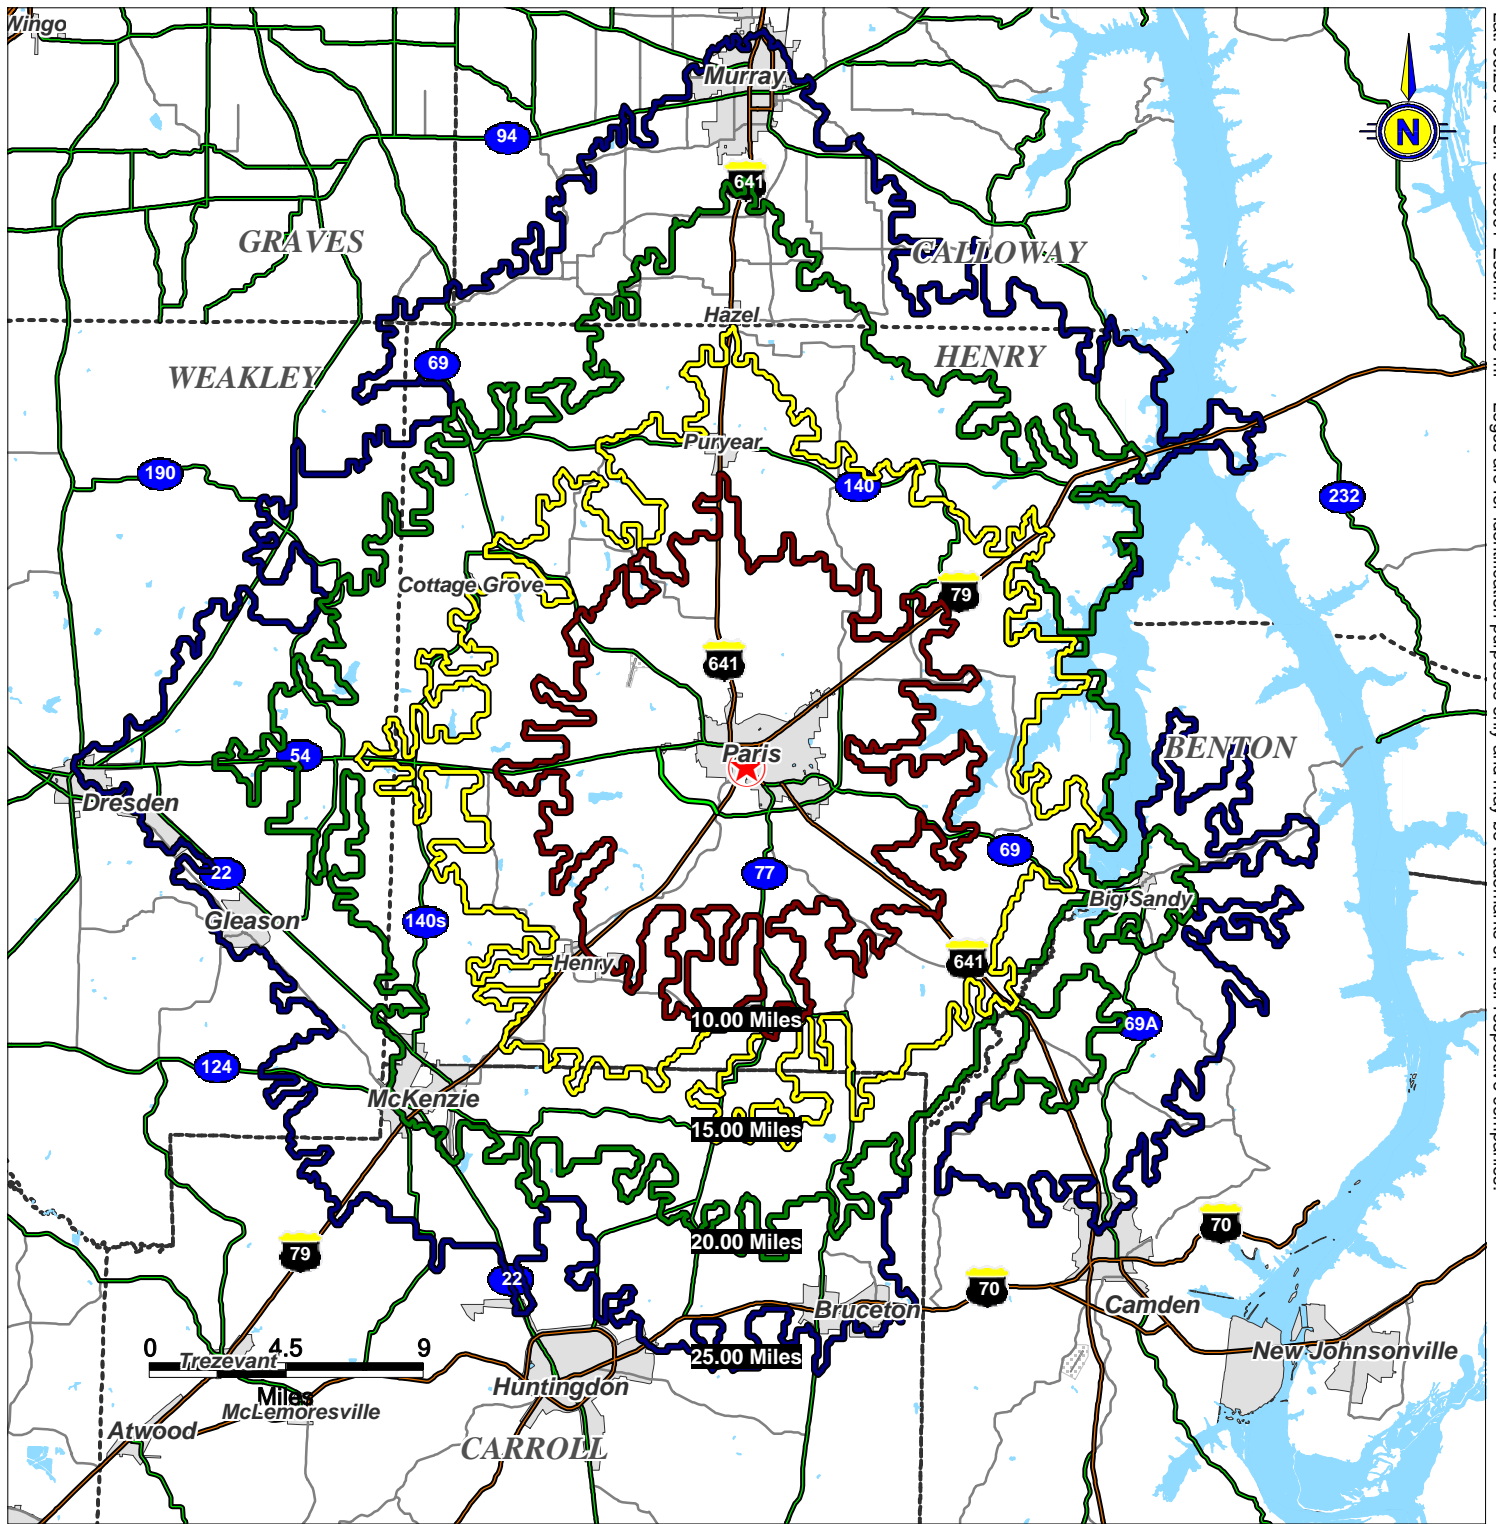 Wingo
Murray
N
94
641
GRAVES
CALLOWAY
Hazel
HENRY
WEAKLEY
69
Puryear
190
140
232
Cottage Grove
79
641
BENTON
Paris
54
Dresden
69
22
77
Big Sandy
Gleason
140s
Henry
641
10.00 Miles
69A
124
McKenzie
15.00 Miles
70
20.00 Miles
79
22
70
Bruceton
Camden
0 4.5 9
New Johnsonville
25.00 Miles
Trezevant
Miles
Huntingdon
McLemoresville
Atwood
CARROLL